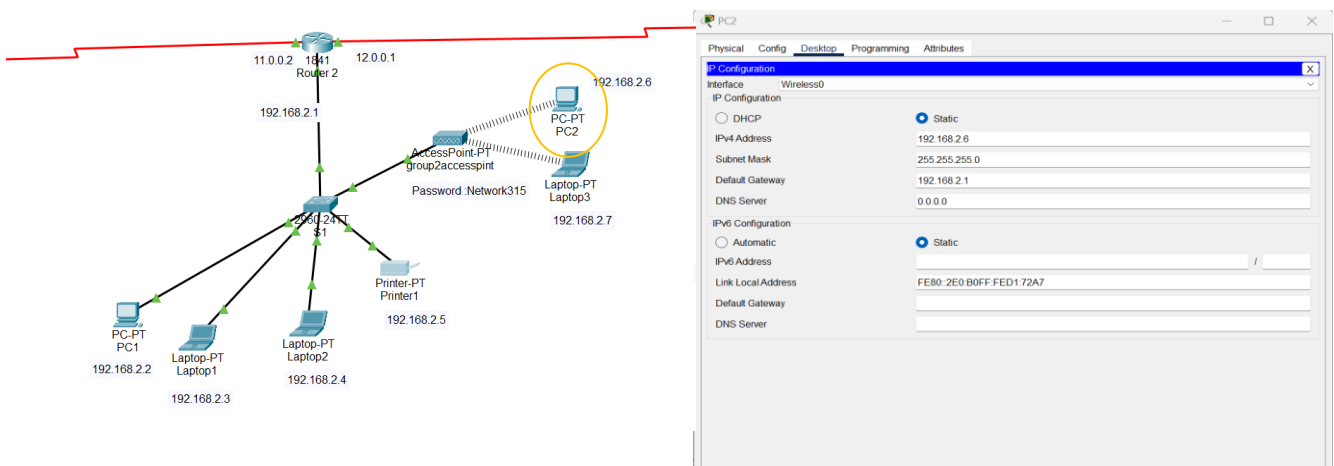 11.0.0.2
1841
12.0.0.1
Router 2
192.168.2.1
192.168.2.6
PC-PT
PC2
AccessPoint-PT
group2accesspint
Password :Network315
Laptop-PT
Laptop3
192.168.2.7
2960-24TT
S1
Printer-PT
Printer1
192.168.2.5
PC-PT
PC1
192.168.2.2
Laptop-PT
Laptop1
192.168.2.3
Laptop-PT
Laptop2
192.168.2.4
PC2
Physical Config Desktop Programming Attributes
IP Configuration X
Interface Wireless0
IP Configuration
DHCP Static
IPv4 Address 192.168.2.6
Subnet Mask 255.255.255.0
Default Gateway 192.168.2.1
DNS Server 0.0.0.0
IPv6 Configuration
Automatic Static
IPv6 Address /
Link Local Address FE80::2E0:B0FF:FED1:72A7
Default Gateway
DNS Server